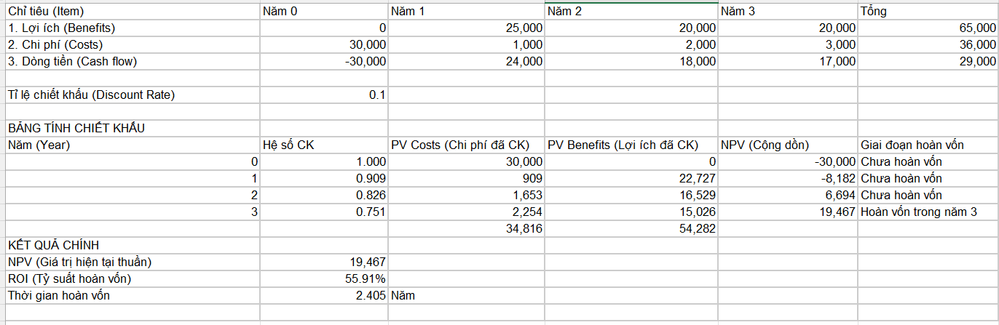 Chỉ tiêu (Item) Năm 0 Năm 1 Năm 2 Năm 3 Tổng
1. Lợi ích (Benefits) 0 25,000 20,000 20,000 65,000
2. Chi phí (Costs) 30,000 1,000 2,000 3,000 36,000
3. Dòng tiền (Cash flow) -30,000 24,000 18,000 17,000 29,000
Tỉ lệ chiết khấu (Discount Rate) 0.1
BẢNG TÍNH CHIẾT KHẤU
Năm (Year) Hệ số CK PV Costs (Chi phí đã CK) PV Benefits (Lợi ích đã CK) NPV (Cộng dồn) Giai đoạn hoàn vốn
0 1.000 30,000 0 -30,000 Chưa hoàn vốn
1 0.909 909 22,727 -8,182 Chưa hoàn vốn
2 0.826 1,653 16,529 6,694 Chưa hoàn vốn
3 0.751 2,254 15,026 19,467 Hoàn vốn trong năm 3
34,816 54,282
KẾT QUẢ CHÍNH
NPV (Giá trị hiện tại thuần) 19,467
ROI (Tỷ suất hoàn vốn) 55.91%
Thời gian hoàn vốn 2.405 Năm